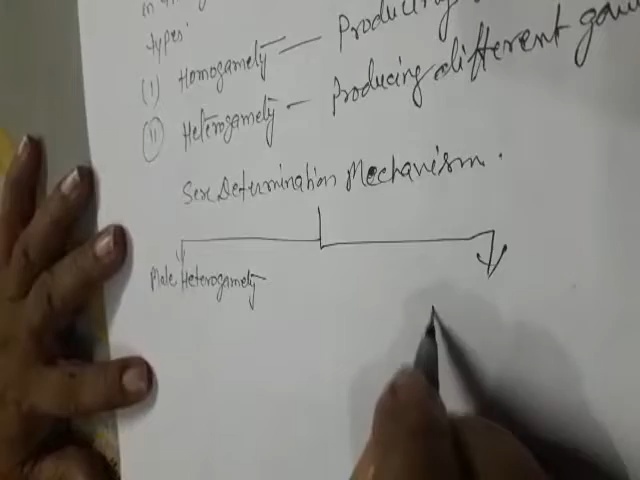 types:
(I) Homogamety — Producing
(II) Heterogamety — Producing different
Sex Determination Mechanism.
Male Heterogamety